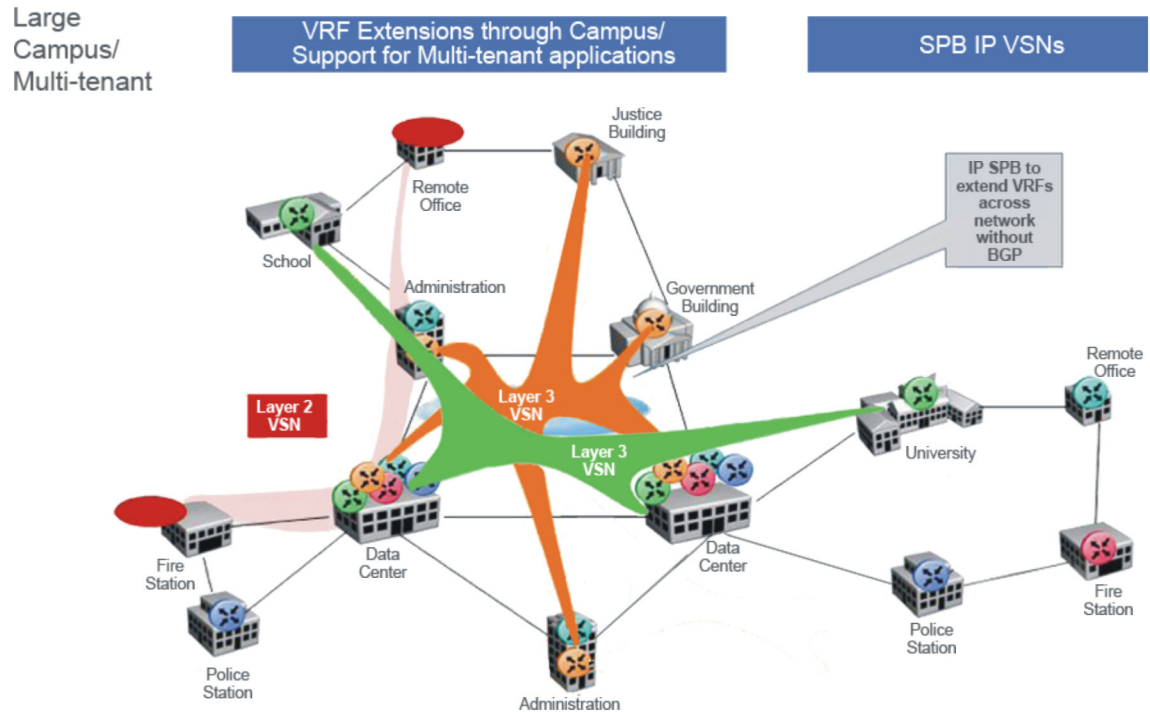 Large
Campus/
Multi-tenant
VRF Extensions through Campus/
Support for Multi-tenant applications
SPB IP VSNs
Justice
Building
Remote
Office
IP SPB to
extend VRFs
across
network
without
BGP
School
Administration
Government
Building
Remote
Office
Layer 2
VSN
Layer 3
VSN
Layer 3
VSN
University
Data
Center
Data
Center
Fire
Station
Fire
Station
Police
Station
Police
Station
Administration